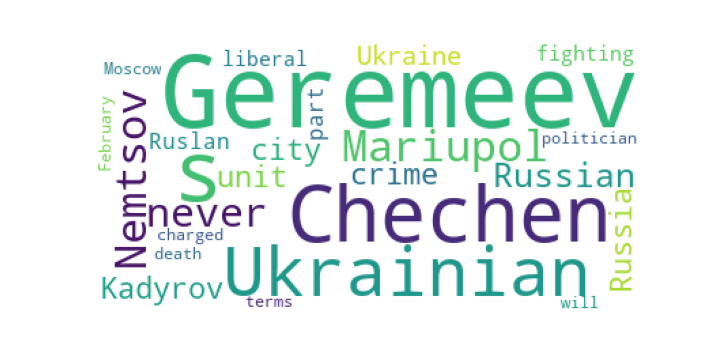 Moscow
liberal
Ukraine
fighting
Geremeev
February
Nemtsov
Ruslan
part
city
Mariupol
politician
s
unit
crime
Russian
never
Chechen
Russia
charged
death
Ukrainian
Kadyrov
terms
will